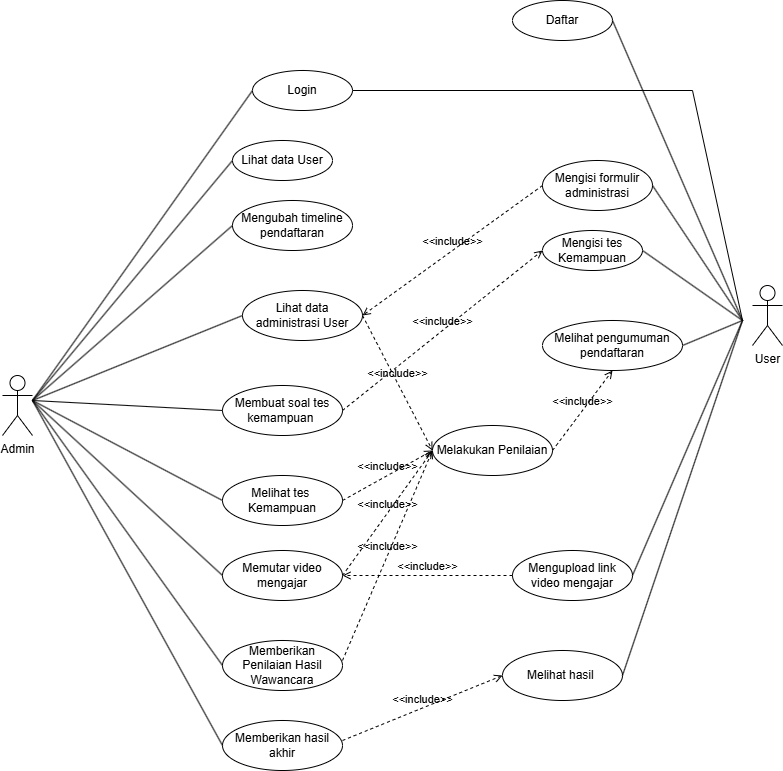 Daftar
Login
Lihat data User
Mengisi formulir
administrasi
Mengubah timeline
pendaftaran
<<include>>
Mengisi tes
Kemampuan
Lihat data
administrasi User
<<include>>
Melihat pengumuman
pendaftaran
User
<<include>>
Membuat soal tes
kemampuan
<<include>>
Admin
Melakukan Penilaian
<<include>>
Melihat tes
Kemampuan
<<include>>
<<include>>
Memutar video
mengajar
<<include>>
Mengupload link
video mengajar
Memberikan
Penilaian Hasil
Wawancara
Melihat hasil
<<include>>
Memberikan hasil
akhir